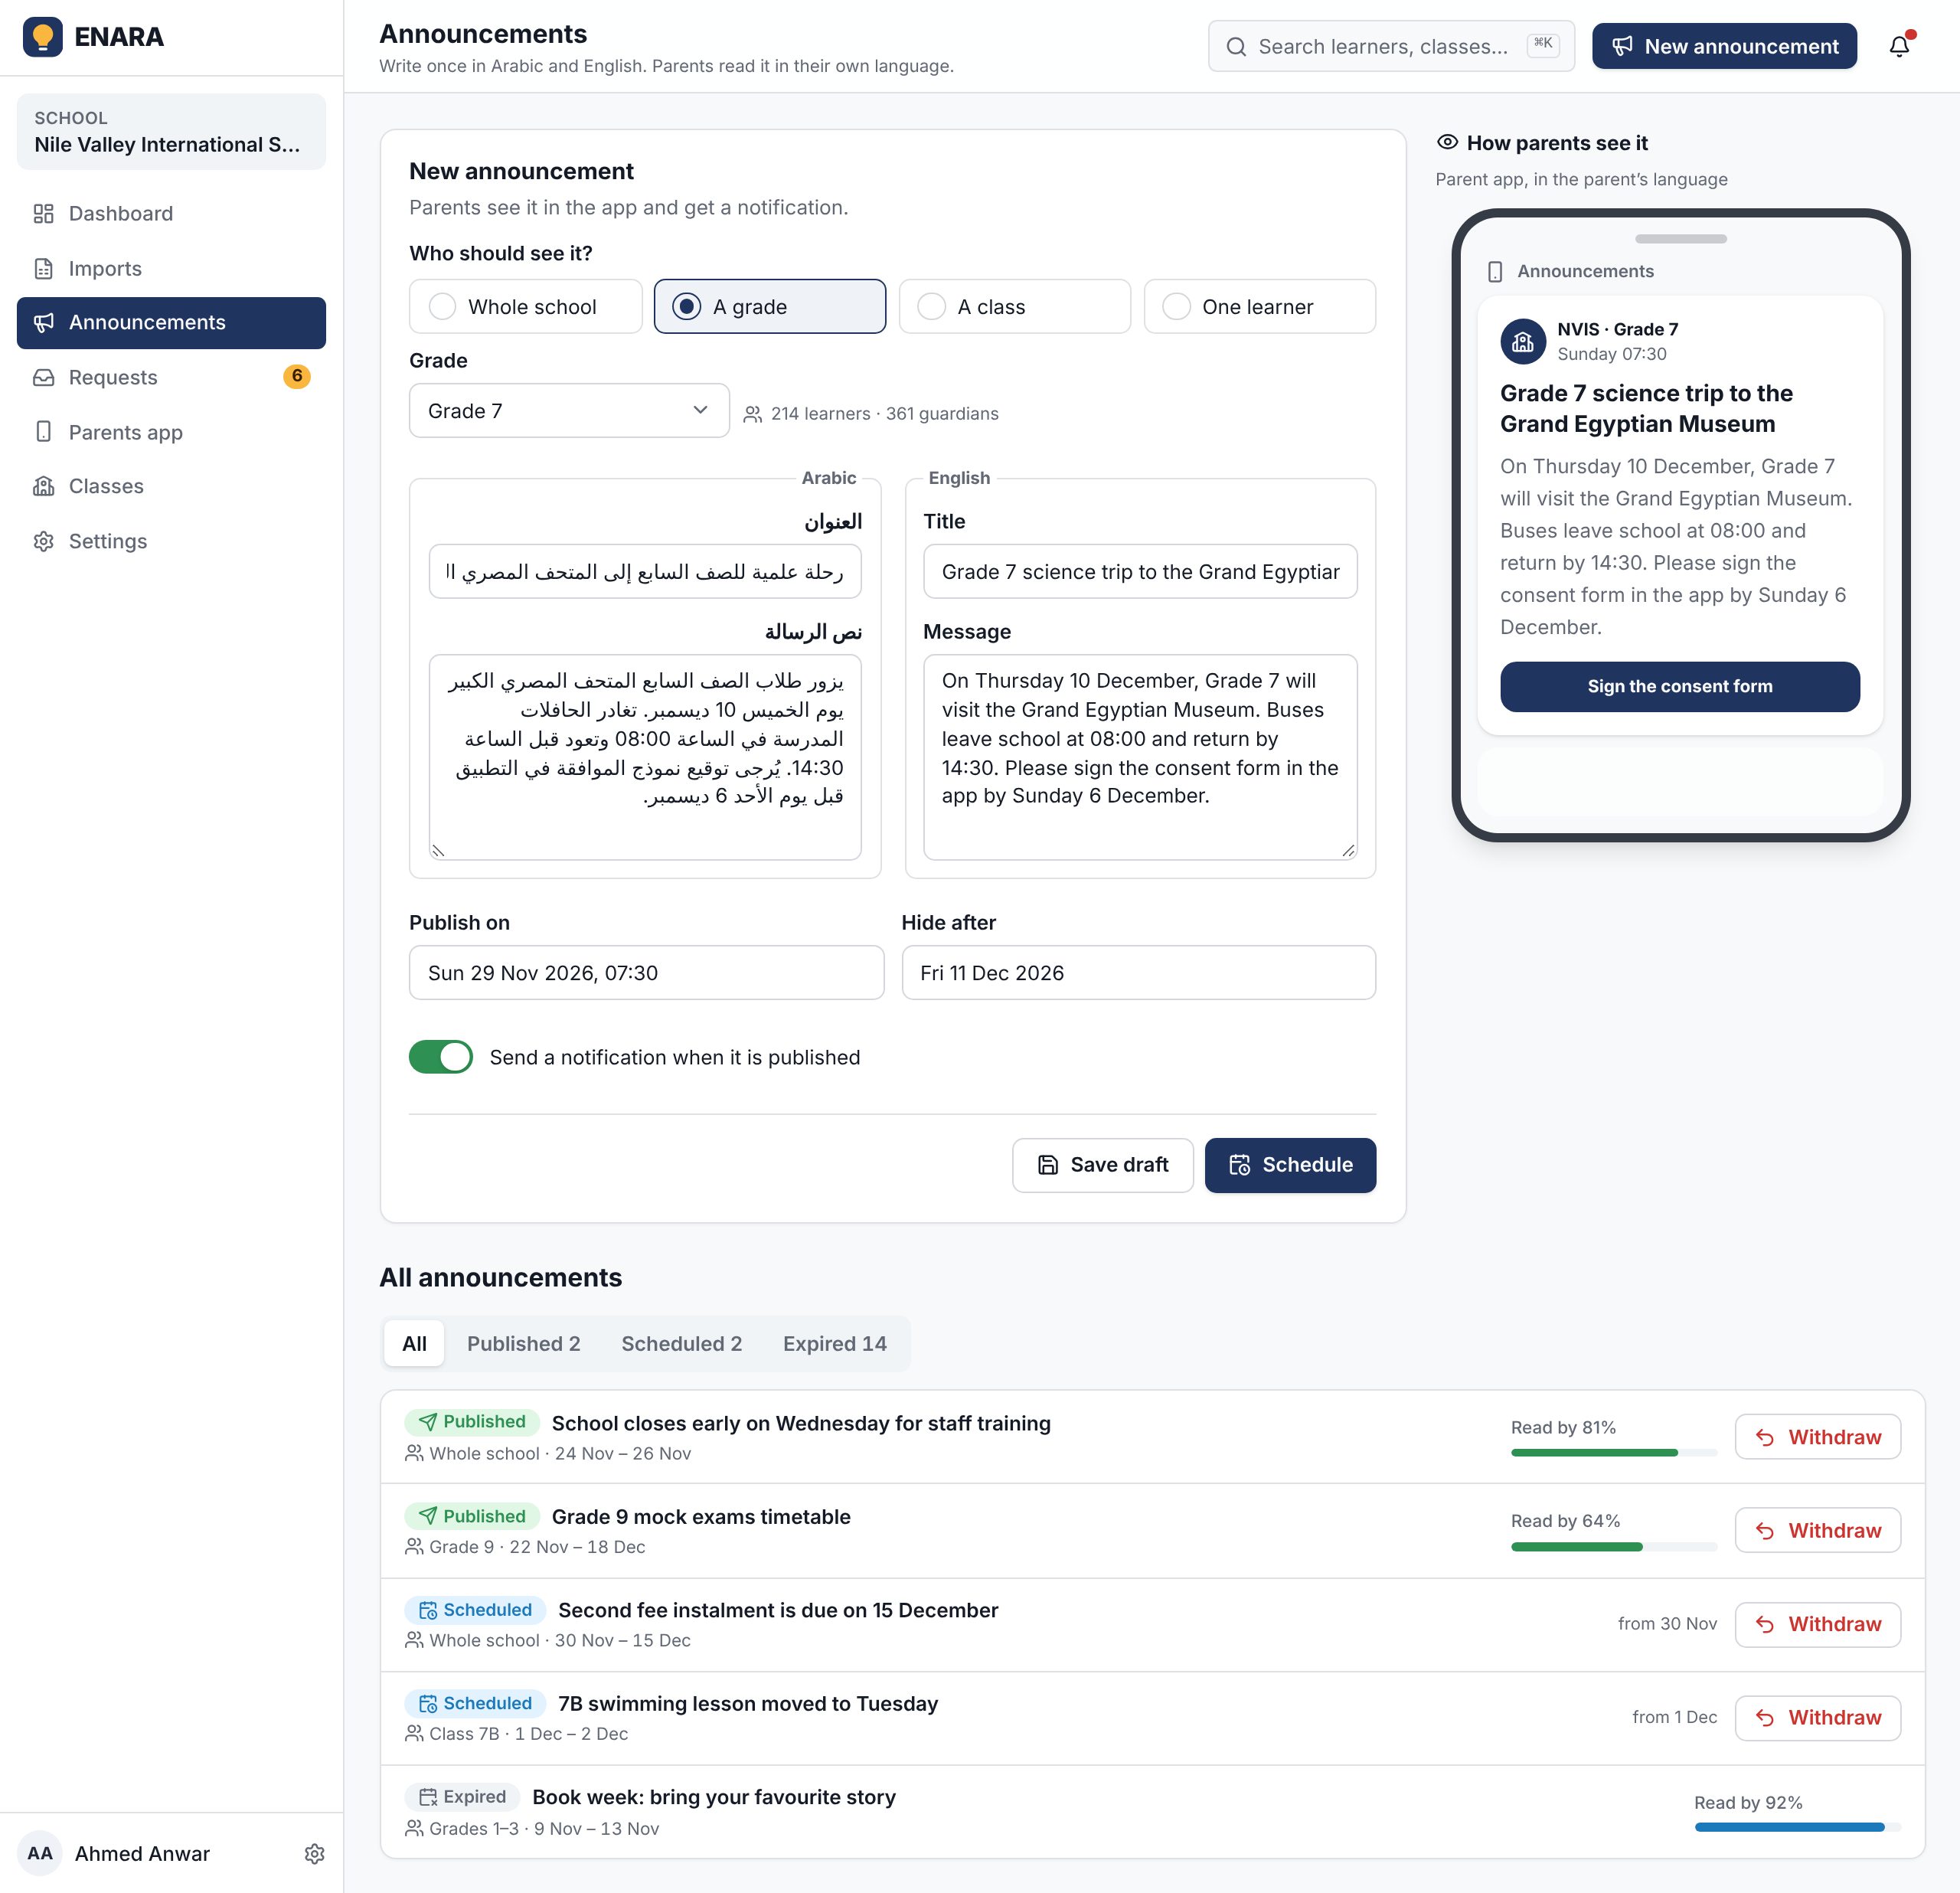 ENARA
SCHOOL
Nile Valley International S...
Dashboard
Imports
Announcements
Requests 6
Parents app
Classes
Settings
AA Ahmed Anwar
Announcements
Write once in Arabic and English. Parents read it in their own language.
Search learners, classes... ⌘K
New announcement
New announcement
Parents see it in the app and get a notification.
Who should see it?
Whole school
A grade
A class
One learner
Grade
Grade 7
214 learners · 361 guardians
Arabic
العنوان
رحلة علمية للصف السابع إلى المتحف المصري ال
نص الرسالة
يزور طلاب الصف السابع المتحف المصري الكبير
يوم الخميس 10 ديسمبر. تغادر الحافلات
المدرسة في الساعة 08:00 وتعود قبل الساعة
14:30. يُرجى توقيع نموذج الموافقة في التطبيق
قبل يوم الأحد 6 ديسمبر.
English
Title
Grade 7 science trip to the Grand Egyptian
Message
On Thursday 10 December, Grade 7 will
visit the Grand Egyptian Museum. Buses
leave school at 08:00 and return by
14:30. Please sign the consent form in the
app by Sunday 6 December.
Publish on
Sun 29 Nov 2026, 07:30
Hide after
Fri 11 Dec 2026
Send a notification when it is published
Save draft
Schedule
How parents see it
Parent app, in the parent’s language
Announcements
NVIS · Grade 7
Sunday 07:30
Grade 7 science trip to the
Grand Egyptian Museum
On Thursday 10 December, Grade 7
will visit the Grand Egyptian Museum.
Buses leave school at 08:00 and
return by 14:30. Please sign the
consent form in the app by Sunday 6
December.
Sign the consent form
All announcements
All
Published 2
Scheduled 2
Expired 14
Published School closes early on Wednesday for staff training
Whole school · 24 Nov – 26 Nov
Read by 81%
Withdraw
Published Grade 9 mock exams timetable
Grade 9 · 22 Nov – 18 Dec
Read by 64%
Withdraw
Scheduled Second fee instalment is due on 15 December
Whole school · 30 Nov – 15 Dec
from 30 Nov
Withdraw
Scheduled 7B swimming lesson moved to Tuesday
Class 7B · 1 Dec – 2 Dec
from 1 Dec
Withdraw
Expired Book week: bring your favourite story
Grades 1–3 · 9 Nov – 13 Nov
Read by 92%